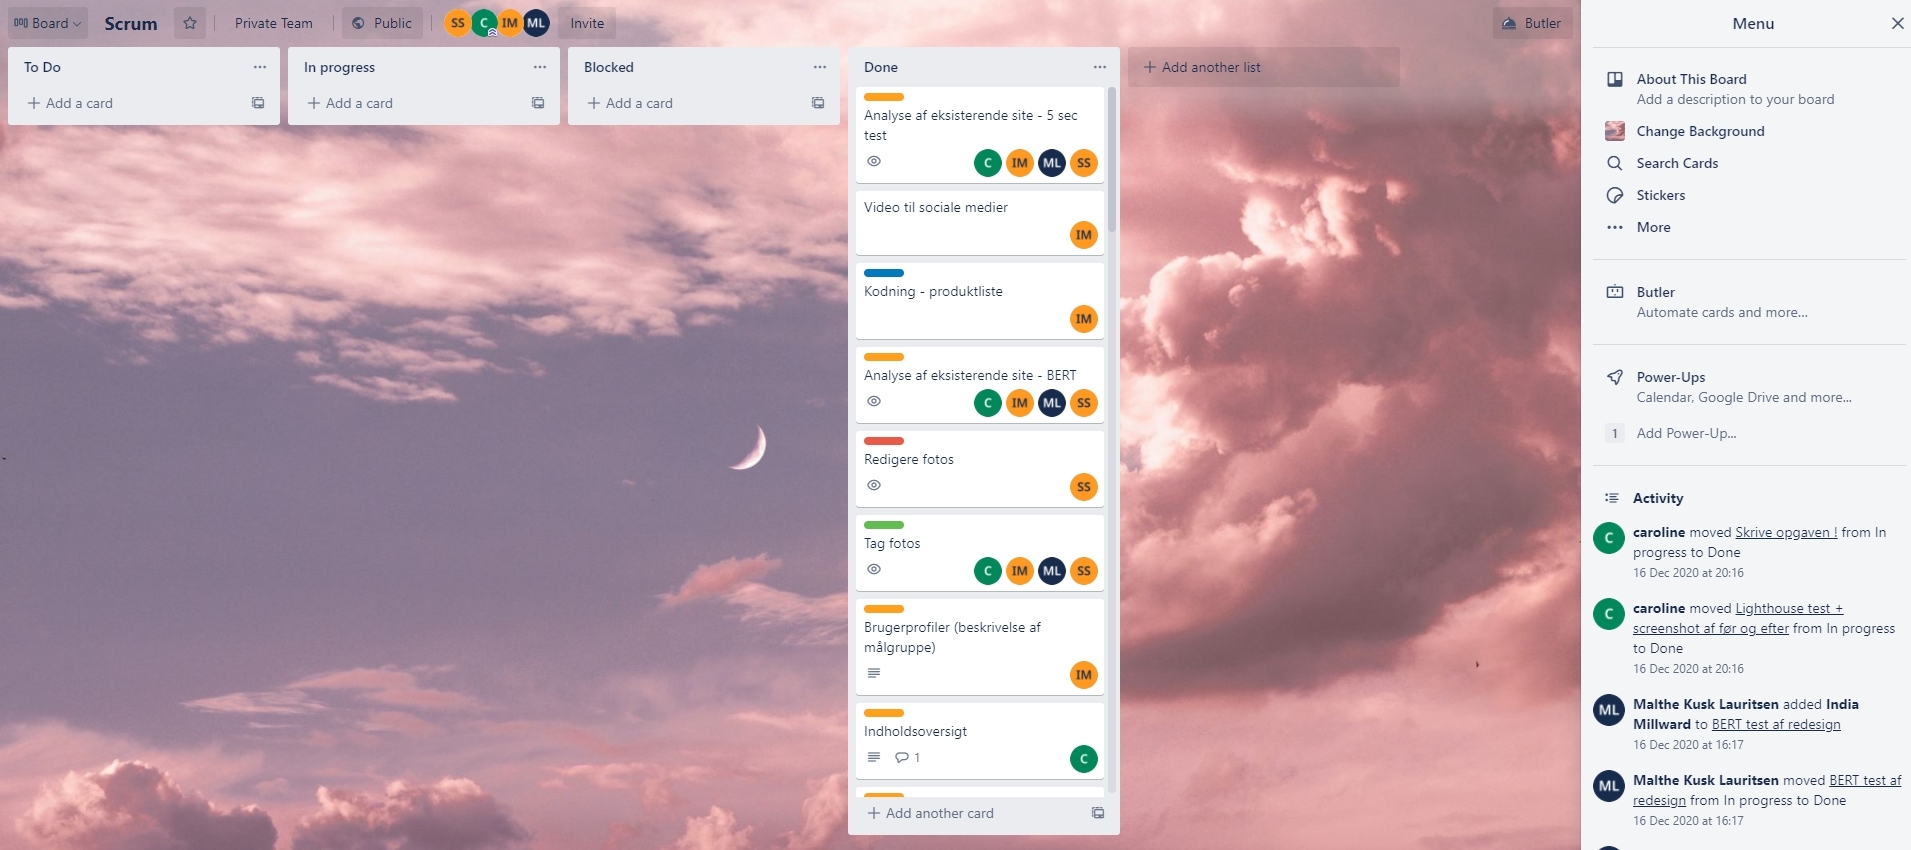 Board
Scrum
Private Team
Public
SS C IM ML
Invite
Butler
To Do
Add a card
In progress
Add a card
Blocked
Add a card
Done
Analyse af eksisterende site - 5 sec
test
C IM ML SS
Video til sociale medier
IM
Kodning - produktliste
IM
Analyse af eksisterende site - BERT
C IM ML SS
Redigere fotos
SS
Tag fotos
C IM ML SS
Brugerprofiler (beskrivelse af
målgruppe)
IM
Indholdsoversigt
1
C
Add another card
Add another list
Menu
About This Board
Add a description to your board
Change Background
Search Cards
Stickers
More
Butler
Automate cards and more...
Power-Ups
Calendar, Google Drive and more...
1 Add Power-Up...
Activity
C
caroline moved Skrive opgaven ! from In
progress to Done
16 Dec 2020 at 20:16
C
caroline moved Lighthouse test +
screenshot af før og efter from In progress
to Done
16 Dec 2020 at 20:16
ML
Malthe Kusk Lauritsen added India
Millward to BERT test af redesign
16 Dec 2020 at 16:17
ML
Malthe Kusk Lauritsen moved BERT test af
redesign from In progress to Done
16 Dec 2020 at 16:17